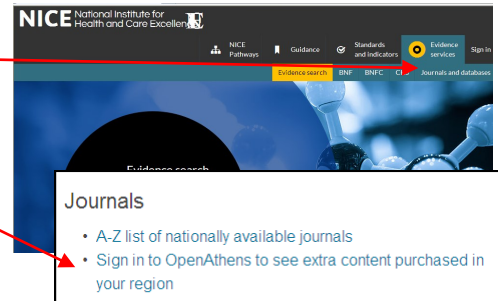 NICE National Institute for
Health and Care Excellence
NICE
Pathways
Guidance
Standards
and indicators
Evidence
services
Sign in
Evidence search
BNF
BNFC
CKS
Journals and databases
Evidence search
Journals
• A-Z list of nationally available journals
• Sign in to OpenAthens to see extra content purchased in
your region